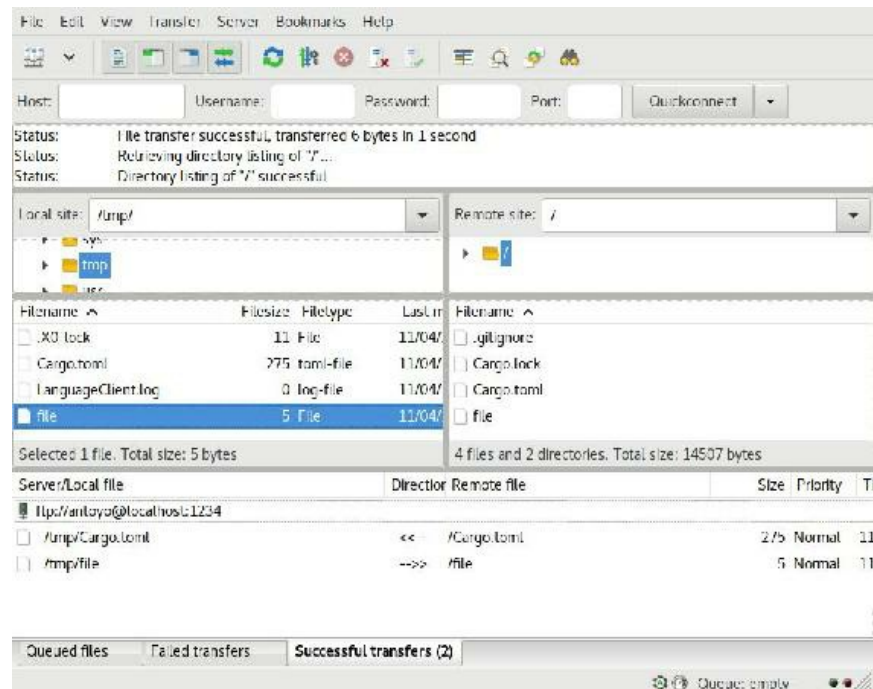 File Edit View Transfer Server Bookmarks Help
Host: Username: Password: Port: Quickconnect
Status: File transfer successful, transferred 6 bytes in 1 second
Status: Retrieving directory listing of "/"...
Status: Directory listing of "/" successful
Local site: /tmp/ Remote site: /
sys
tmp /
usr
Filename Filesize Filetype Last m Filename
.X0-lock 11 File 11/04/ .gitignore
Cargo.toml 275 toml-file 11/04/ Cargo.lock
LanguageClient.log 0 log-file 11/04/ Cargo.toml
file 5 File 11/04/ file
Selected 1 file. Total size: 5 bytes 4 files and 2 directories. Total size: 14507 bytes
Server/Local file Direction Remote file Size Priority T
ftp://antoyo@localhost:1234
/tmp/Cargo.toml <<-- /Cargo.toml 275 Normal 11
/tmp/file -->> /file 5 Normal 11
Queued files Failed transfers Successful transfers (2)
Queue: empty